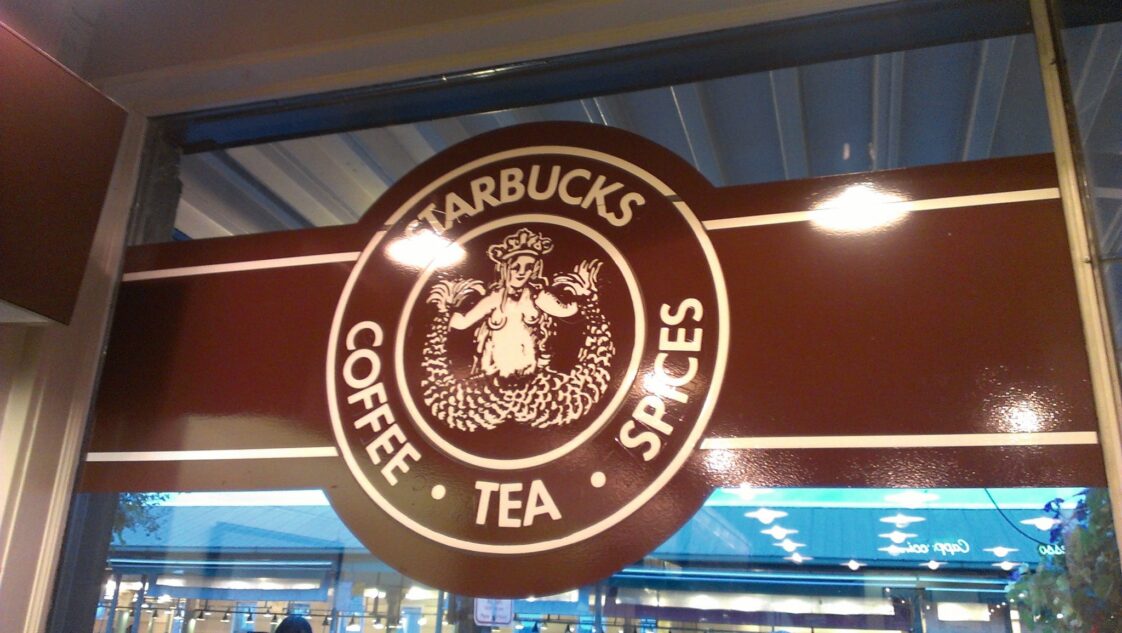 STARBUCKS
COFFEE • TEA • SPICES